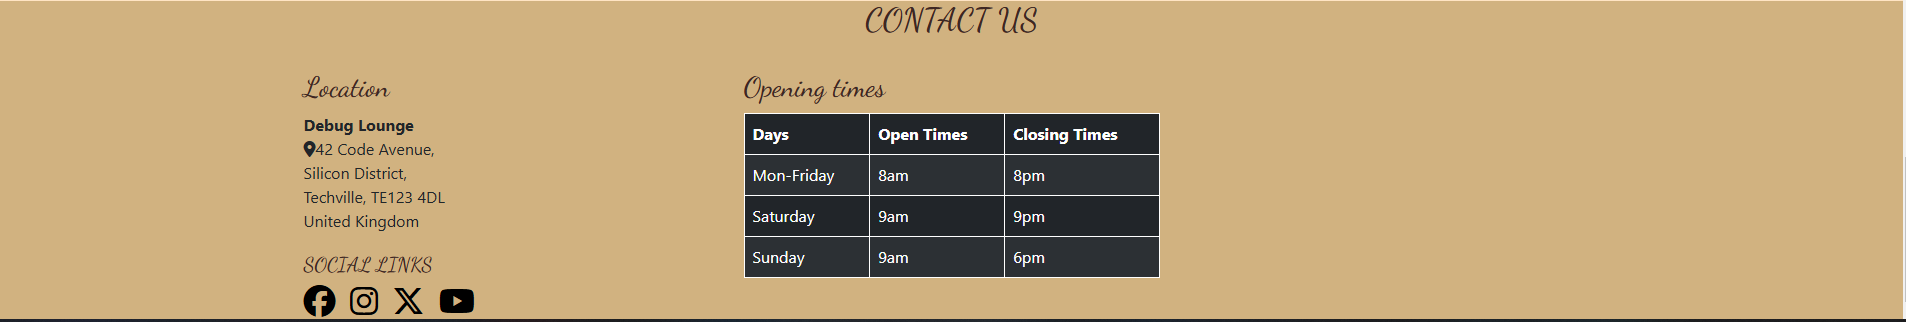 CONTACT US
Location
Debug Lounge
42 Code Avenue,
Silicon District,
Techville, TE123 4DL
United Kingdom
SOCIAL LINKS
Opening times
Days Open Times Closing Times
Mon-Friday 8am 8pm
Saturday 9am 9pm
Sunday 9am 6pm